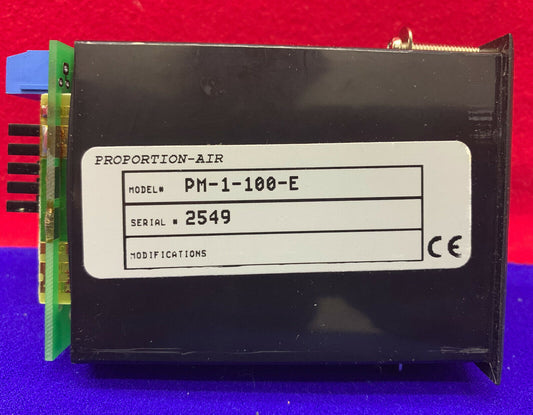 PROPORTION-AIR
MODEL# PM-1-100-E
SERIAL # 2549
MODIFICATIONS
CE